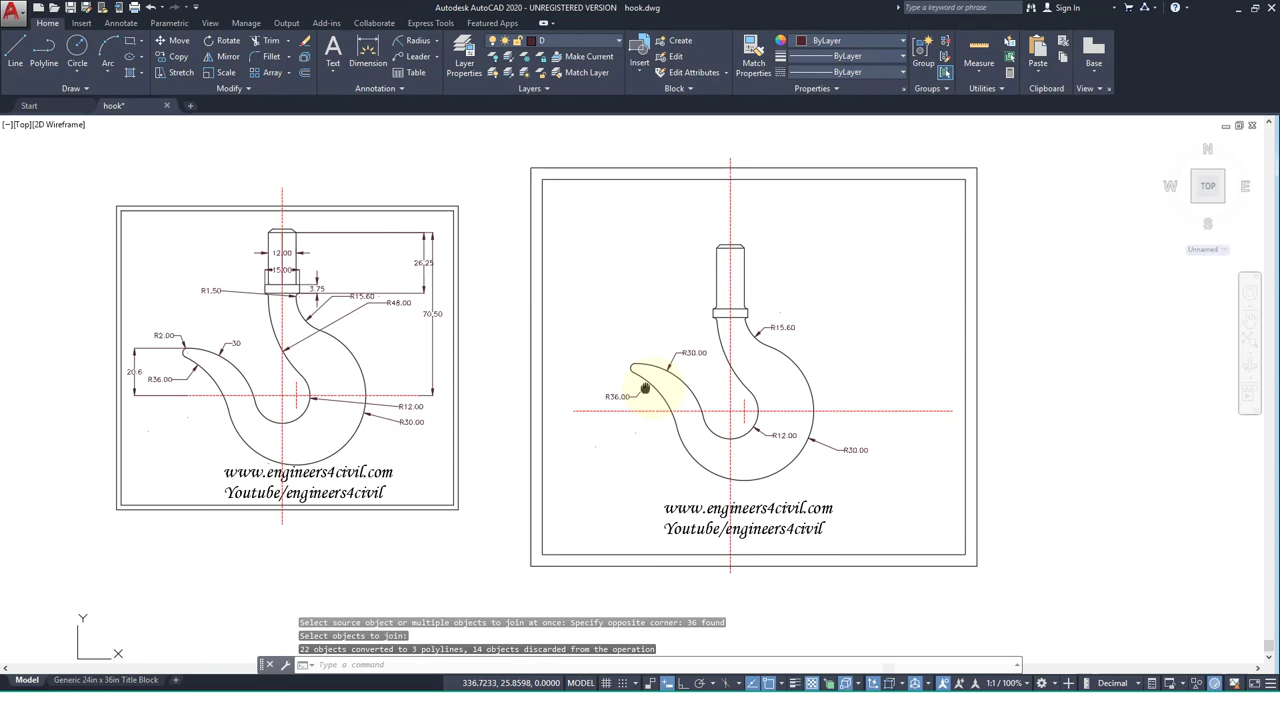 Autodesk AutoCAD 2020 - UNREGISTERED VERSION hook.dwg
Type a keyword or phrase
Sign In
Home Insert Annotate Parametric View Manage Output Add-ins Collaborate Express Tools Featured Apps
Line Polyline Circle Arc
Move Rotate Trim
Copy Mirror Fillet
Stretch Scale Array
Text Dimension
Radius
Leader
Table
Layer Properties
D
Make Current
Match Layer
Insert
Create
Edit
Edit Attributes
Match Properties
ByLayer
ByLayer
ByLayer
Group
Measure
Paste
Base
Draw Modify Annotation Layers Block Properties Groups Utilities Clipboard View
Start hook*
[−][Top][2D Wireframe]
N
W TOP E
S
Unnamed
12.00
15.00
26.25
3.75
R1.50
R15.60
R48.00
70.50
R2.00
30
20.6
R36.00
R12.00
R30.00
www.engineers4civil.com
Youtube/engineers4civil
R15.60
R30.00
R36.00
R12.00
R30.00
www.engineers4civil.com
Youtube/engineers4civil
Y
X
Select source object or multiple objects to join at once: Specify opposite corner: 36 found
Select objects to join:
22 objects converted to 3 polylines, 14 objects discarded from the operation
Type a command
Model Generic 24in x 36in Title Block
336.7233, 25.8598, 0.0000 MODEL 1:1 / 100% Decimal